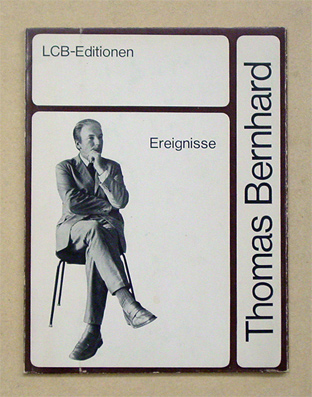 LCB-Editionen
Ereignisse
Thomas Bernhard